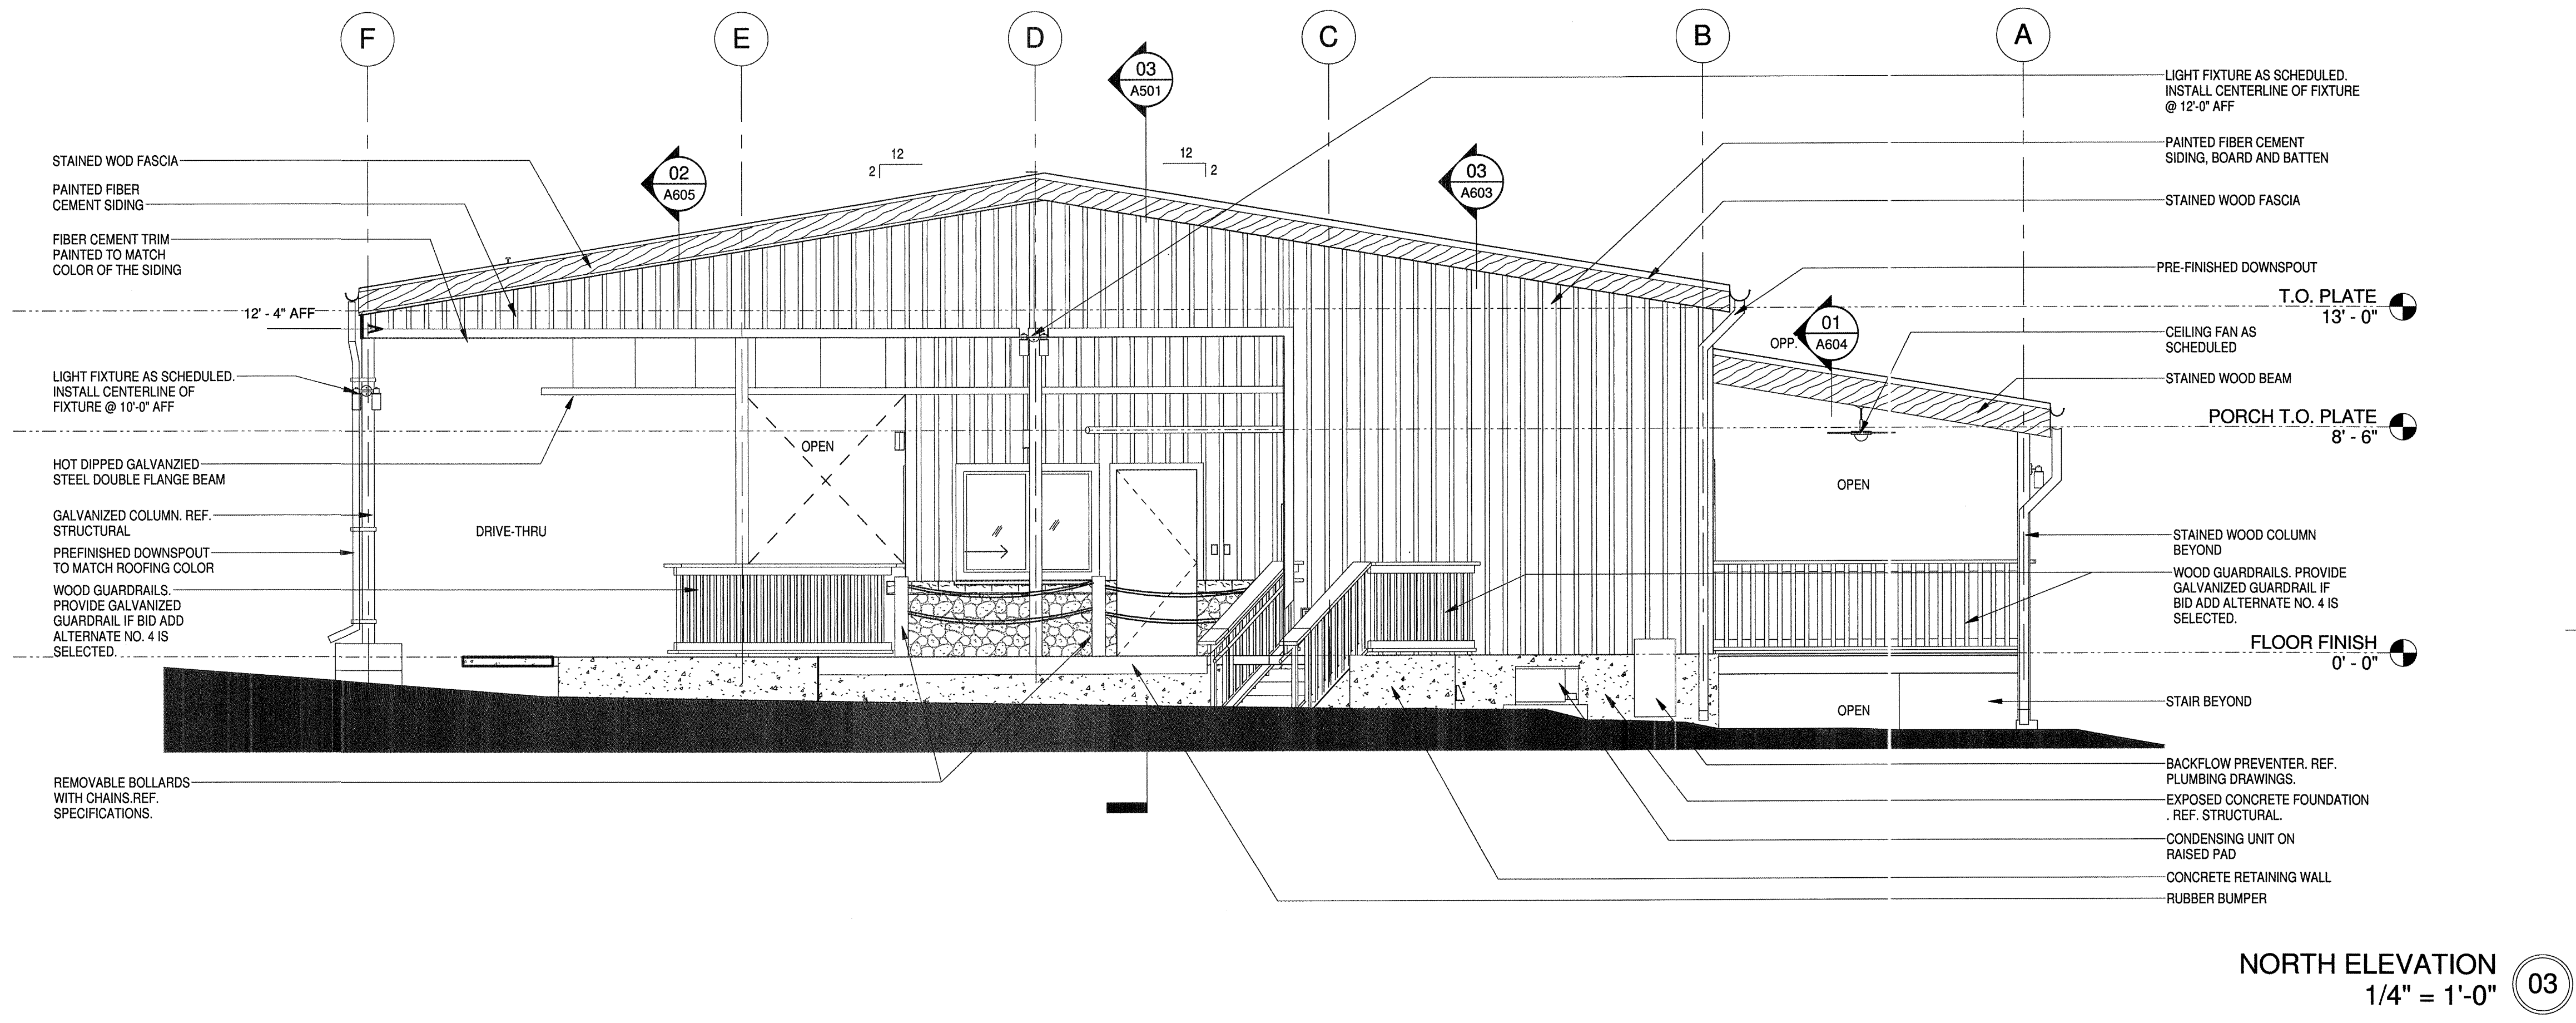 F
E
D
C
B
A
03
A501
12
2
12
2
02
A605
03
A603
STAINED WOD FASCIA
PAINTED FIBER
CEMENT SIDING
FIBER CEMENT TRIM
PAINTED TO MATCH
COLOR OF THE SIDING
12' - 4" AFF
LIGHT FIXTURE AS SCHEDULED.
INSTALL CENTERLINE OF
FIXTURE @ 10'-0" AFF
HOT DIPPED GALVANZIED
STEEL DOUBLE FLANGE BEAM
GALVANIZED COLUMN. REF.
STRUCTURAL
PREFINISHED DOWNSPOUT
TO MATCH ROOFING COLOR
WOOD GUARDRAILS.
PROVIDE GALVANIZED
GUARDRAIL IF BID ADD
ALTERNATE NO. 4 IS
SELECTED.
REMOVABLE BOLLARDS
WITH CHAINS.REF.
SPECIFICATIONS.
DRIVE-THRU
OPEN
OPP.
01
A604
OPEN
OPEN
LIGHT FIXTURE AS SCHEDULED.
INSTALL CENTERLINE OF FIXTURE
@ 12'-0" AFF
PAINTED FIBER CEMENT
SIDING, BOARD AND BATTEN
STAINED WOOD FASCIA
PRE-FINISHED DOWNSPOUT
T.O. PLATE
13' - 0"
CEILING FAN AS
SCHEDULED
STAINED WOOD BEAM
PORCH T.O. PLATE
8' - 6"
STAINED WOOD COLUMN
BEYOND
WOOD GUARDRAILS. PROVIDE
GALVANIZED GUARDRAIL IF
BID ADD ALTERNATE NO. 4 IS
SELECTED.
FLOOR FINISH
0' - 0"
STAIR BEYOND
BACKFLOW PREVENTER. REF.
PLUMBING DRAWINGS.
EXPOSED CONCRETE FOUNDATION
. REF. STRUCTURAL.
CONDENSING UNIT ON
RAISED PAD
CONCRETE RETAINING WALL
RUBBER BUMPER
NORTH ELEVATION
1/4" = 1'-0"
03